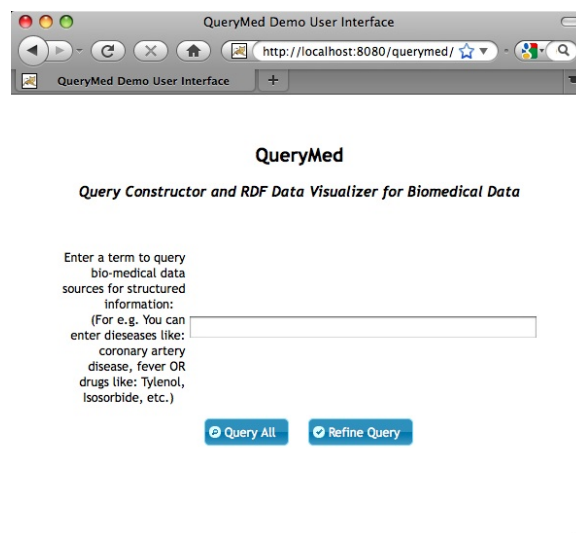 QueryMed Demo User Interface
http://localhost:8080/querymed/
QueryMed Demo User Interface
QueryMed
Query Constructor and RDF Data Visualizer for Biomedical Data
Enter a term to query
bio-medical data
sources for structured
information:
(For e.g. You can
enter dieseases like:
coronary artery
disease, fever OR
drugs like: Tylenol,
Isosorbide, etc.)
Query All
Refine Query